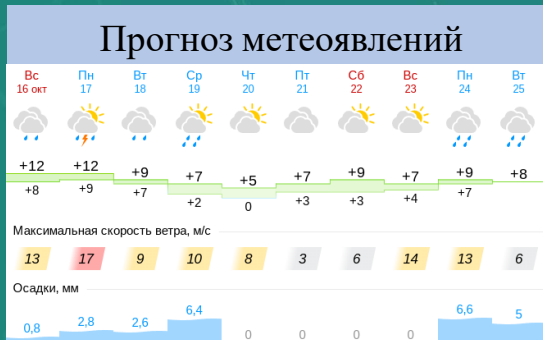 Прогноз метеоявлений
Вс Пн Вт Ср Чт Пт Сб Вс Пн Вт
16 окт 17 18 19 20 21 22 23 24 25
+12 +12 +9 +7 +5 +7 +9 +7 +9 +8
+8 +9 +7 +2 0 +3 +3 +4 +7
Максимальная скорость ветра, м/с
13 17 9 10 8 3 6 14 13 6
Осадки, мм
0,8 2,8 2,6 6,4 0 0 0 0 6,6 5